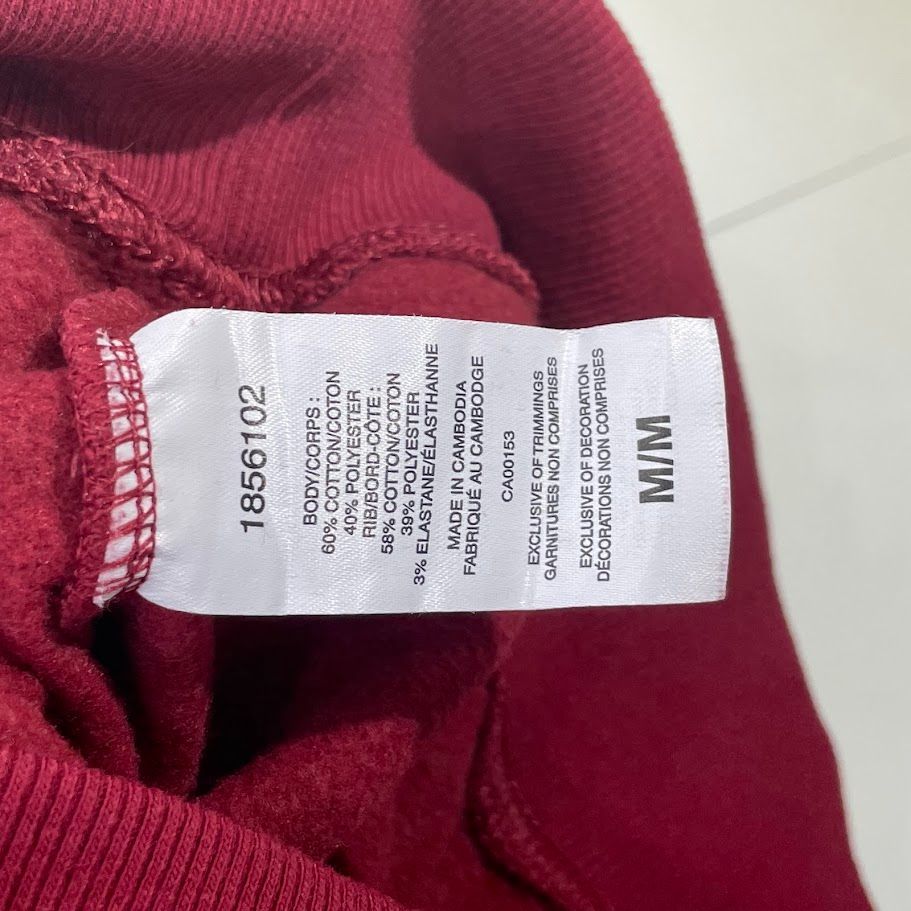 1856102
BODY/CORPS :
60% COTTON/COTON
40% POLYESTER
RIB/BORD-CÔTE :
58% COTTON/COTON
39% POLYESTER
3% ELASTANE/ÉLASTHANNE
MADE IN CAMBODIA
FABRIQUÉ AU CAMBODGE
CA00153
EXCLUSIVE OF TRIMMINGS
GARNITURES NON COMPRISES
EXCLUSIVE OF DECORATION
DÉCORATIONS NON COMPRISES
M/M